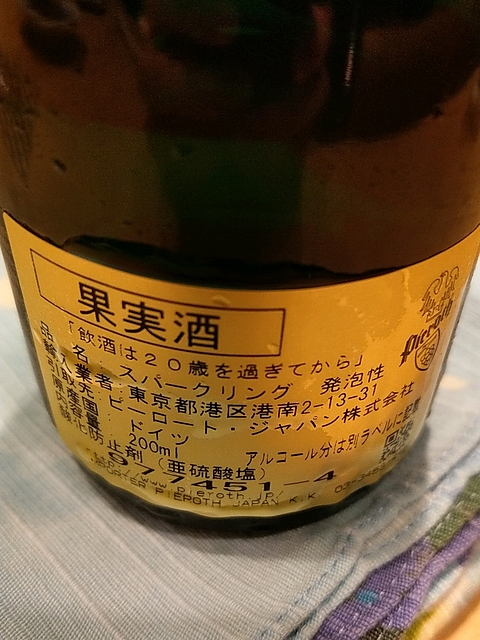 果実酒
「飲酒は20歳を過ぎてから」
品 名：スパークリング 発泡性
輸入業者：東京都港区港南2-13-31
引取先：ピーロート・ジャパン株式会社
原産国：ドイツ アルコール分は別ラベルに記載
内容量：200ml
酸化防止剤（亜硫酸塩）
977451-4
http://www.pieroth.jp/
IMPORTER PIEROTH JAPAN K.K.
Pieroth